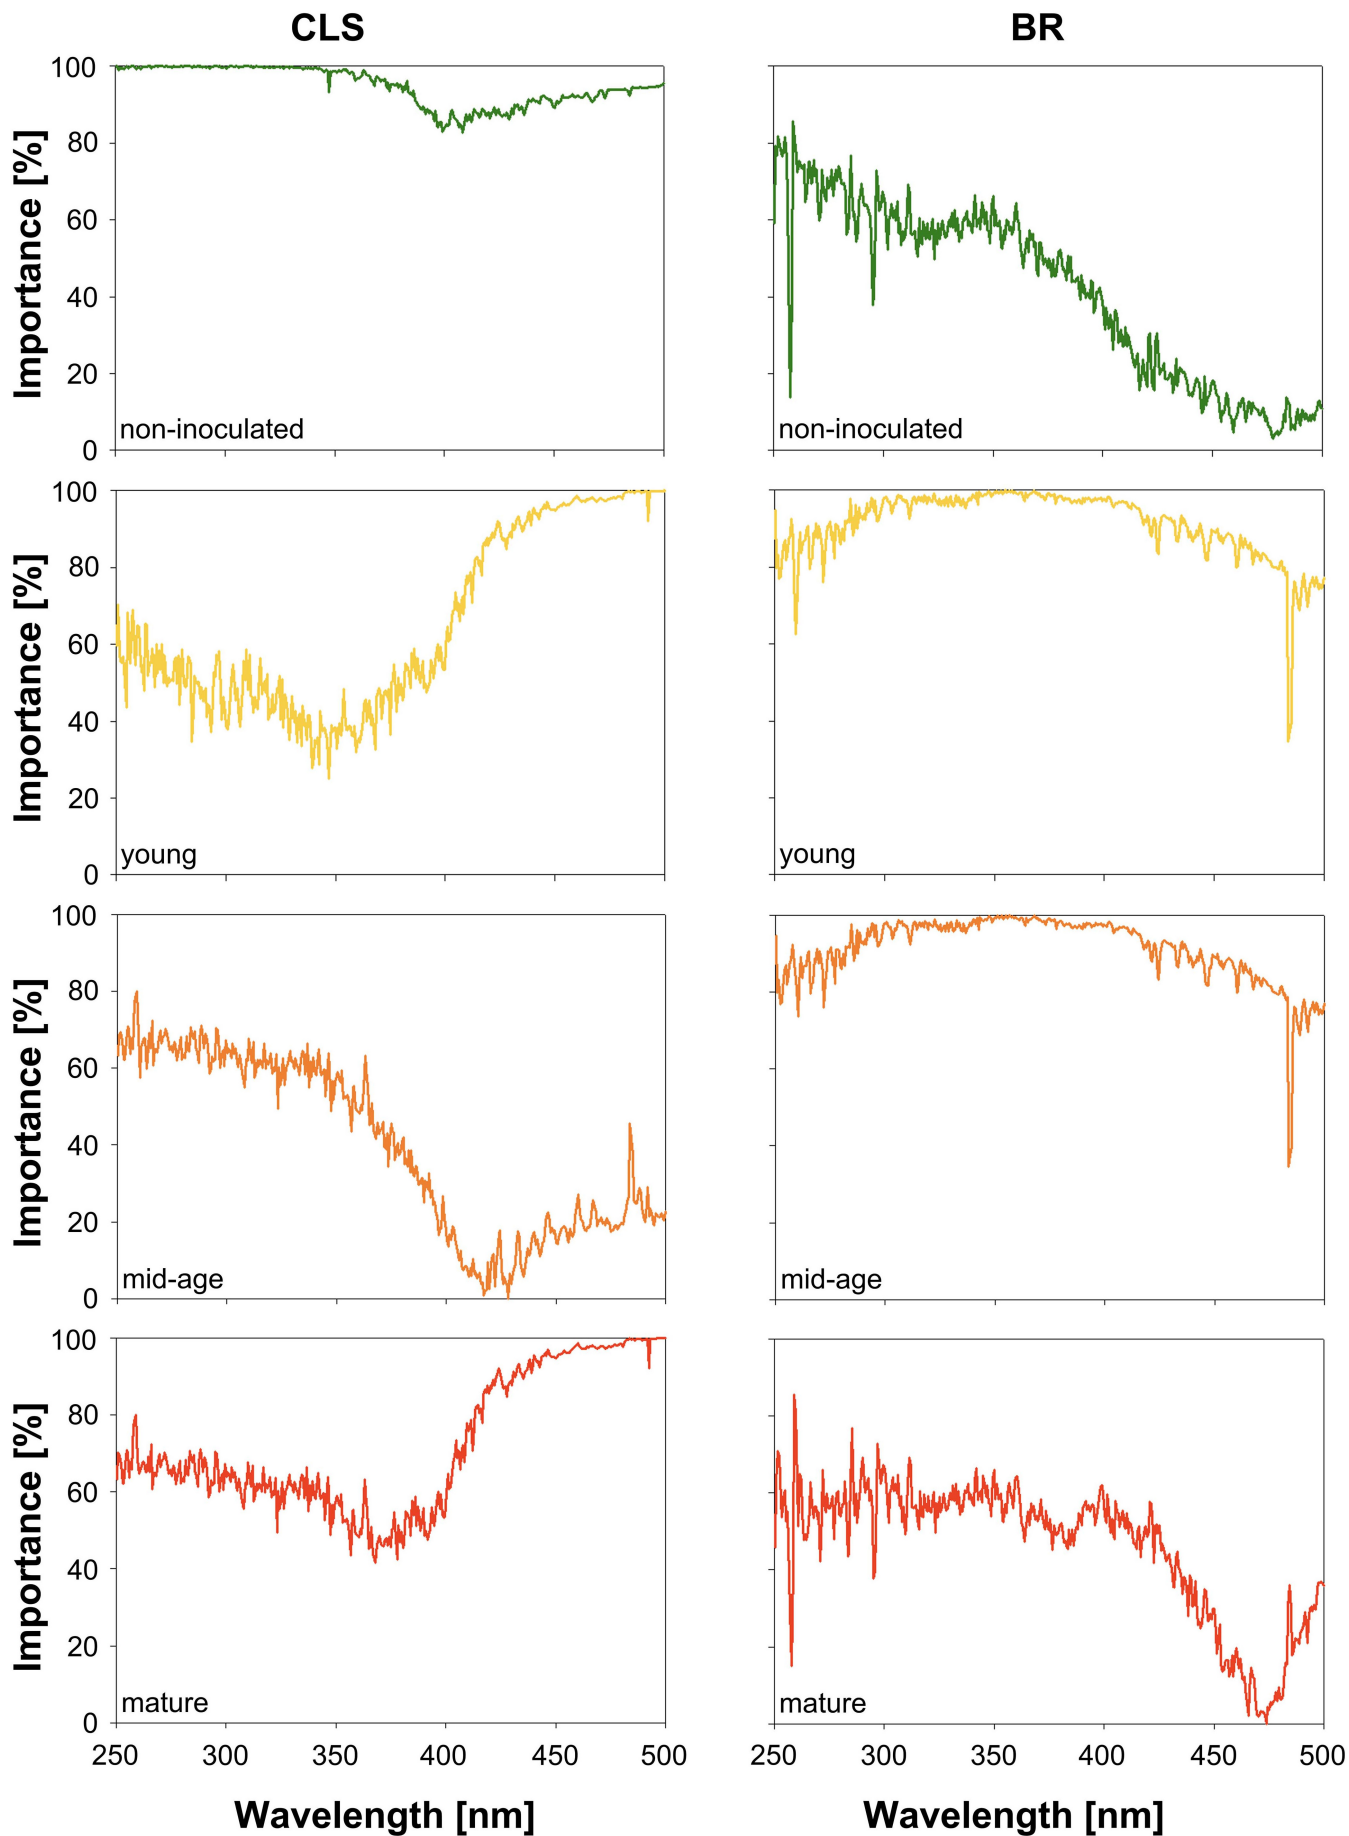 CLS BR
100
80
60
40
20
0
Importance [%]
non-inoculated non-inoculated
100
80
60
40
20
0
Importance [%]
young young
100
80
60
40
20
0
Importance [%]
mid-age mid-age
100
80
60
40
20
0
Importance [%]
mature mature
250 300 350 400 450 500 250 300 350 400 450 500
Wavelength [nm] Wavelength [nm]